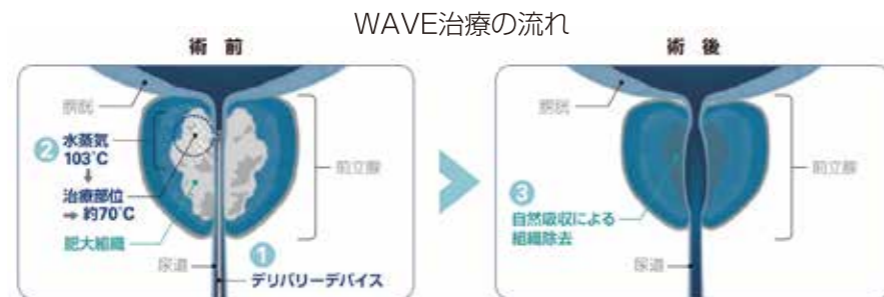 WAVE治療の流れ
術 前
膀胱
② 水蒸気
103℃
↓
治療部位
➡ 約70℃
肥大組織
前立腺
尿道
①
デリバリーデバイス
術 後
膀胱
前立腺
③
自然吸収による
組織除去
尿道